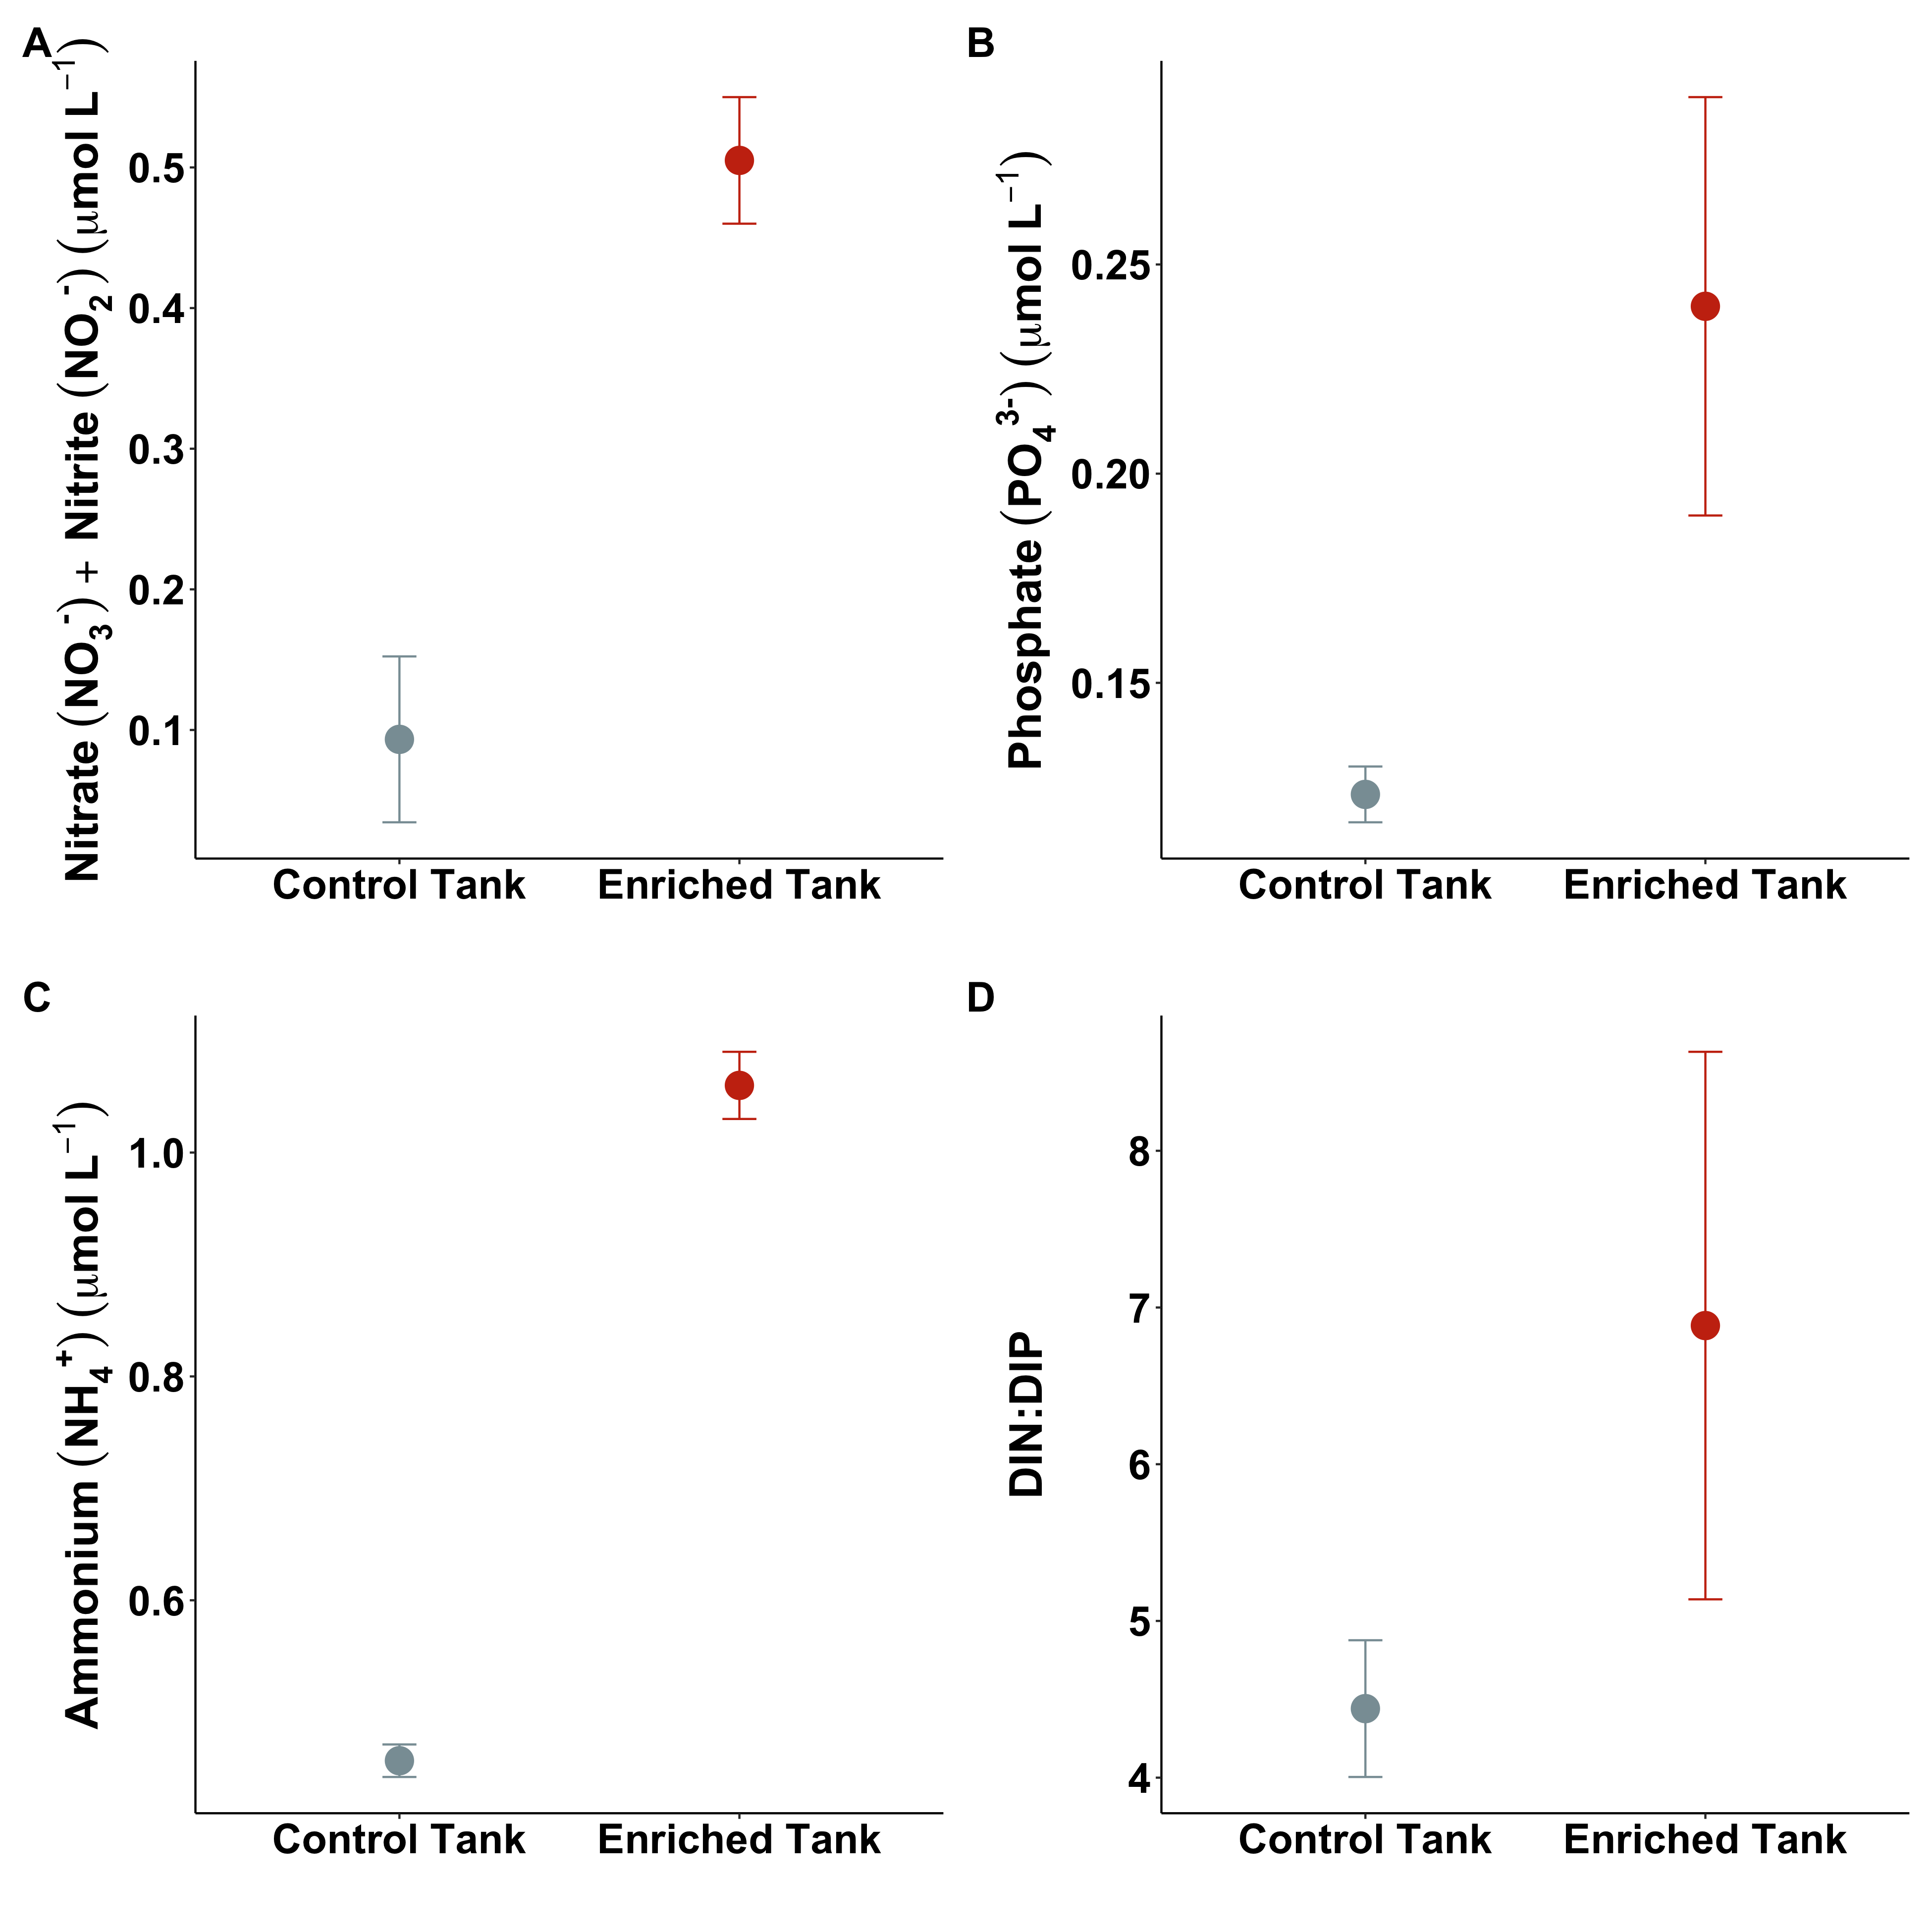 A
Nitrate (NO₃⁻) + Nitrite (NO₂⁻) (μmol L⁻¹)
0.5
0.4
0.3
0.2
0.1
Control Tank Enriched Tank
B
Phosphate (PO₄³⁻) (μmol L⁻¹)
0.25
0.20
0.15
Control Tank Enriched Tank
C
Ammonium (NH₄⁺) (μmol L⁻¹)
1.0
0.8
0.6
Control Tank Enriched Tank
D
DIN:DIP
8
7
6
5
4
Control Tank Enriched Tank